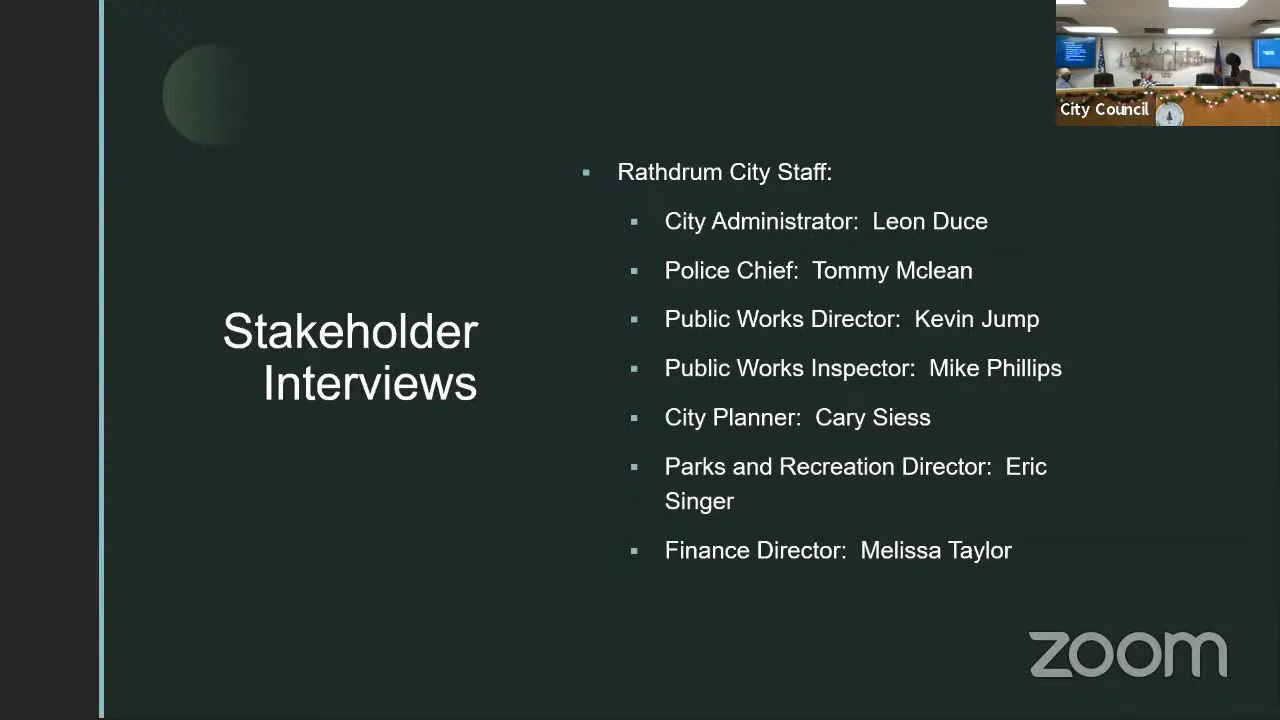 City Council
Stakeholder
Interviews
Rathdrum City Staff:
City Administrator: Leon Duce
Police Chief: Tommy Mclean
Public Works Director: Kevin Jump
Public Works Inspector: Mike Phillips
City Planner: Cary Siess
Parks and Recreation Director: Eric
Singer
Finance Director: Melissa Taylor
zoom